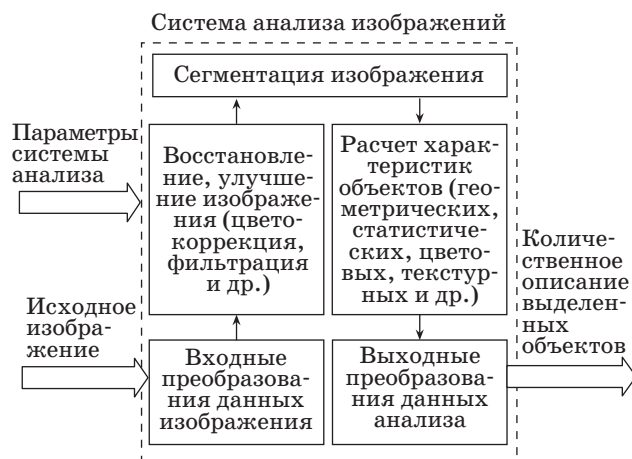 Система анализа изображений
Сегментация изображения
Параметры
системы
анализа
Восстановле-
ние, улучше-
ние изображе-
ния (цвето-
коррекция,
фильтрация
и др.)
Расчет харак-
теристик
объектов (гео-
метрических,
статистиче-
ских, цвето-
вых, текстур-
ных и др.)
Исходное
изобра-
жение
Входные
преобразова-
ния данных
изображения
Выходные
преобразова-
ния данных
анализа
Количе-
ственное
описание
выделен-
ных
объектов